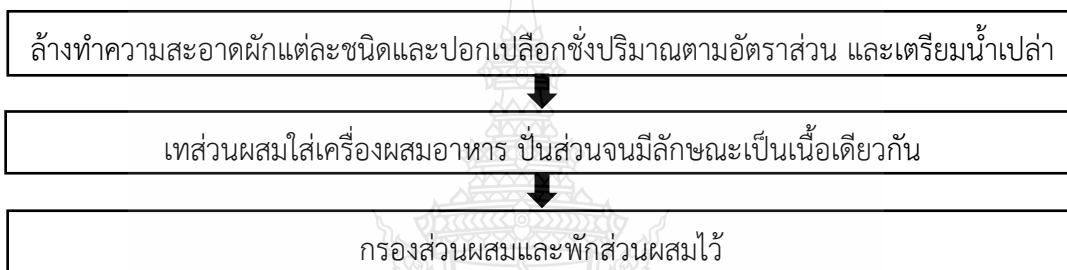 ล้างทำความสะอาดผักแต่ละชนิดและปอกเปลือกชั่งปริมาณตามอัตราส่วน และเตรียมน้ำเปล่า
เทส่วนผสมใส่เครื่องผสมอาหาร ปั่นส่วนจนมีลักษณะเป็นเนื้อเดียวกัน
กรองส่วนผสมและพักส่วนผสมไว้